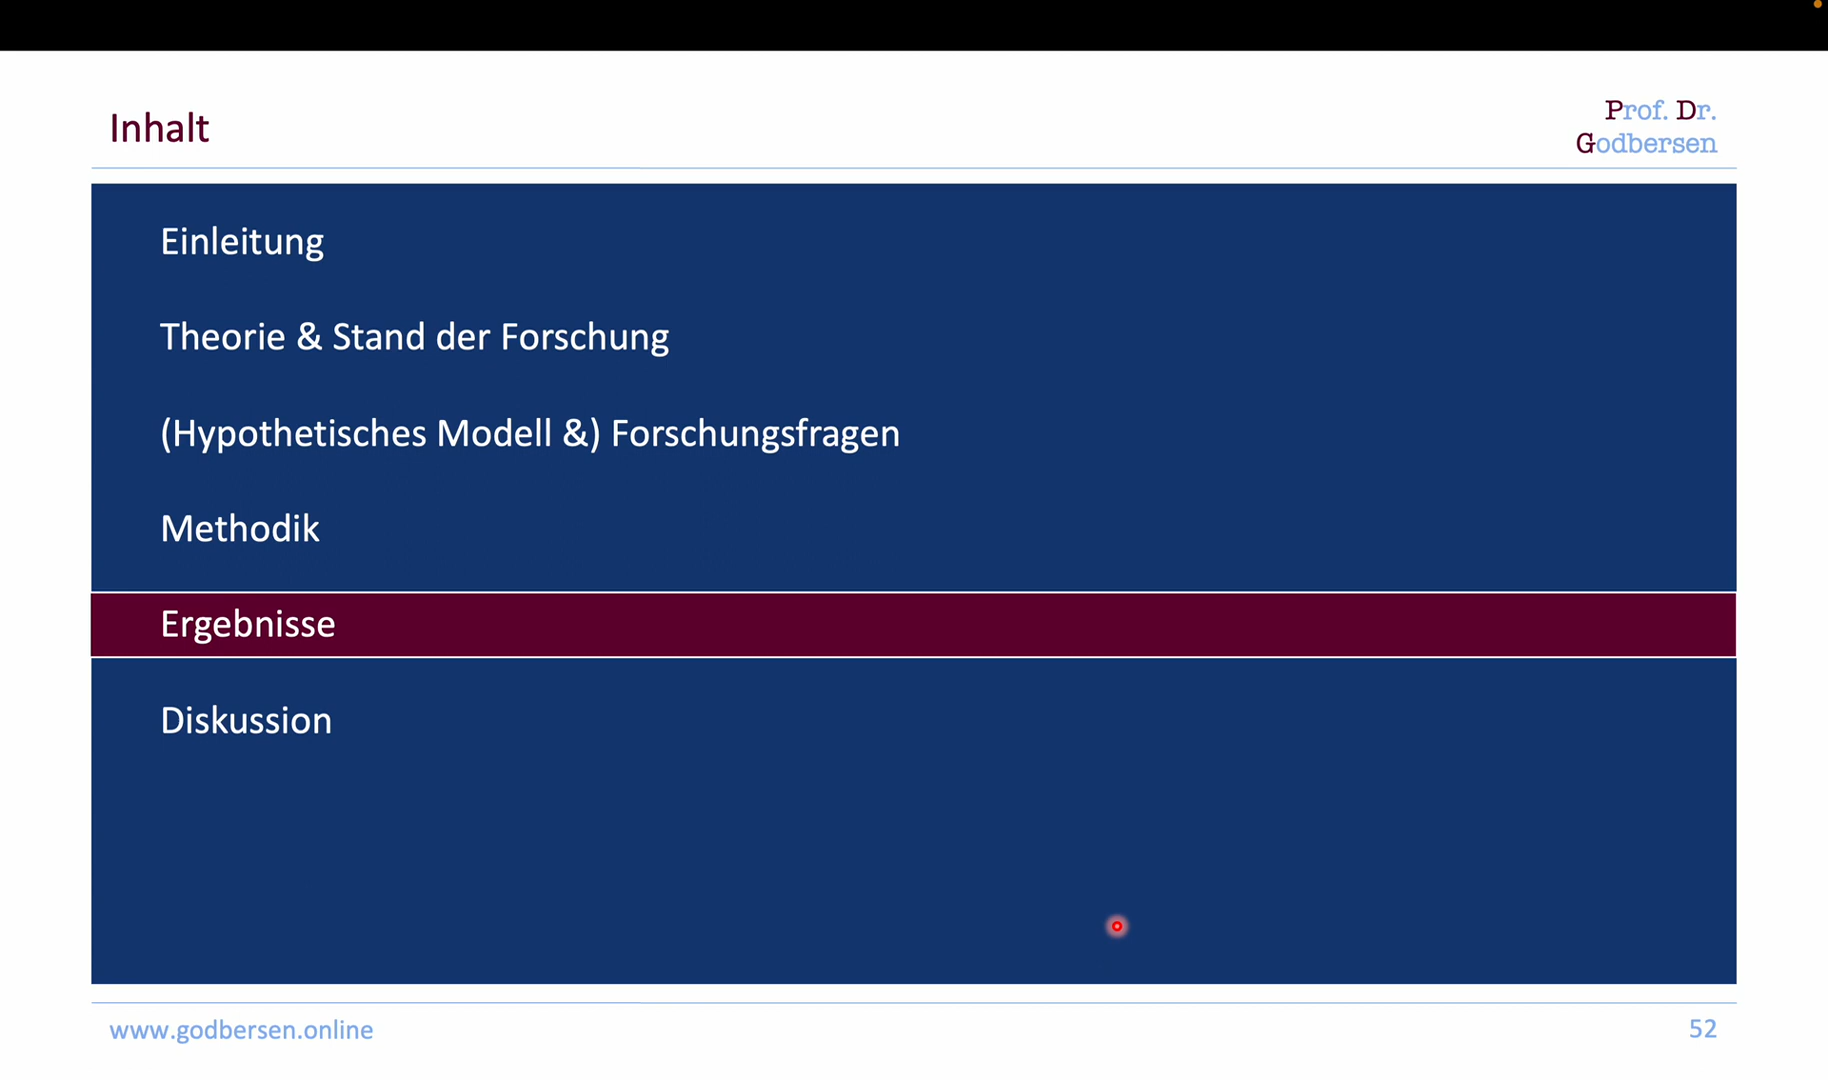 Inhalt
Prof. Dr.
Godbersen
Einleitung
Theorie & Stand der Forschung
(Hypothetisches Modell &) Forschungsfragen
Methodik
Ergebnisse
Diskussion
www.godbersen.online
52